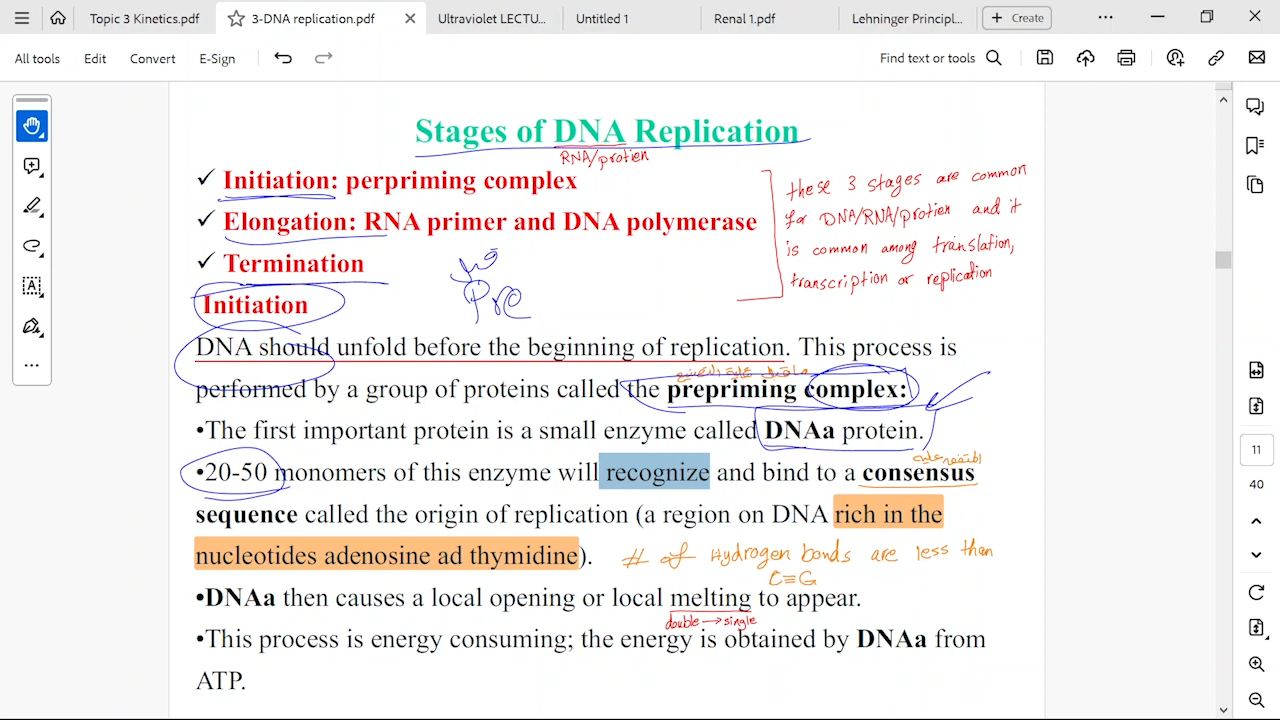 Topic 3 Kinetics.pdf
3-DNA replication.pdf
Ultraviolet LECTU...
Untitled 1
Renal 1.pdf
Lehninger Principl...
+ Create
All tools
Edit
Convert
E-Sign
Find text or tools
Stages of DNA Replication
RNA/protien
✓ Initiation: perpriming complex
✓ Elongation: RNA primer and DNA polymerase
✓ Termination
these 3 stages are common
for DNA/RNA/protien and it
is common among translation,
transcription or replication
Pre
Initiation
DNA should unfold before the beginning of replication. This process is
performed by a group of proteins called the prepriming complex:
•The first important protein is a small enzyme called DNAa protein.
المتفق عليه
•20-50 monomers of this enzyme will recognize and bind to a consensus
sequence called the origin of replication (a region on DNA rich in the
nucleotides adenosine ad thymidine).
# of Hydrogen bonds are less then
C≡G
•DNAa then causes a local opening or local melting to appear.
double → single
•This process is energy consuming; the energy is obtained by DNAa from
ATP.
11
40